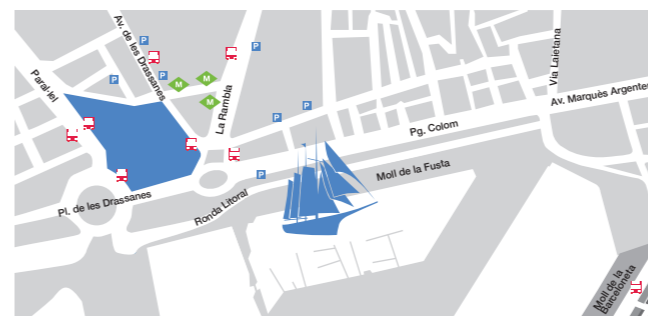 Av. de les Drassanes
Paral·lel
P
P
P
P
M
M
M
La Rambla
Via Laietana
Av. Marquès Argenter
P
P
Pg. Colom
Moll de la Fusta
P
Pl. de les Drassanes
Ronda Litoral
Moll de la
Barceloneta